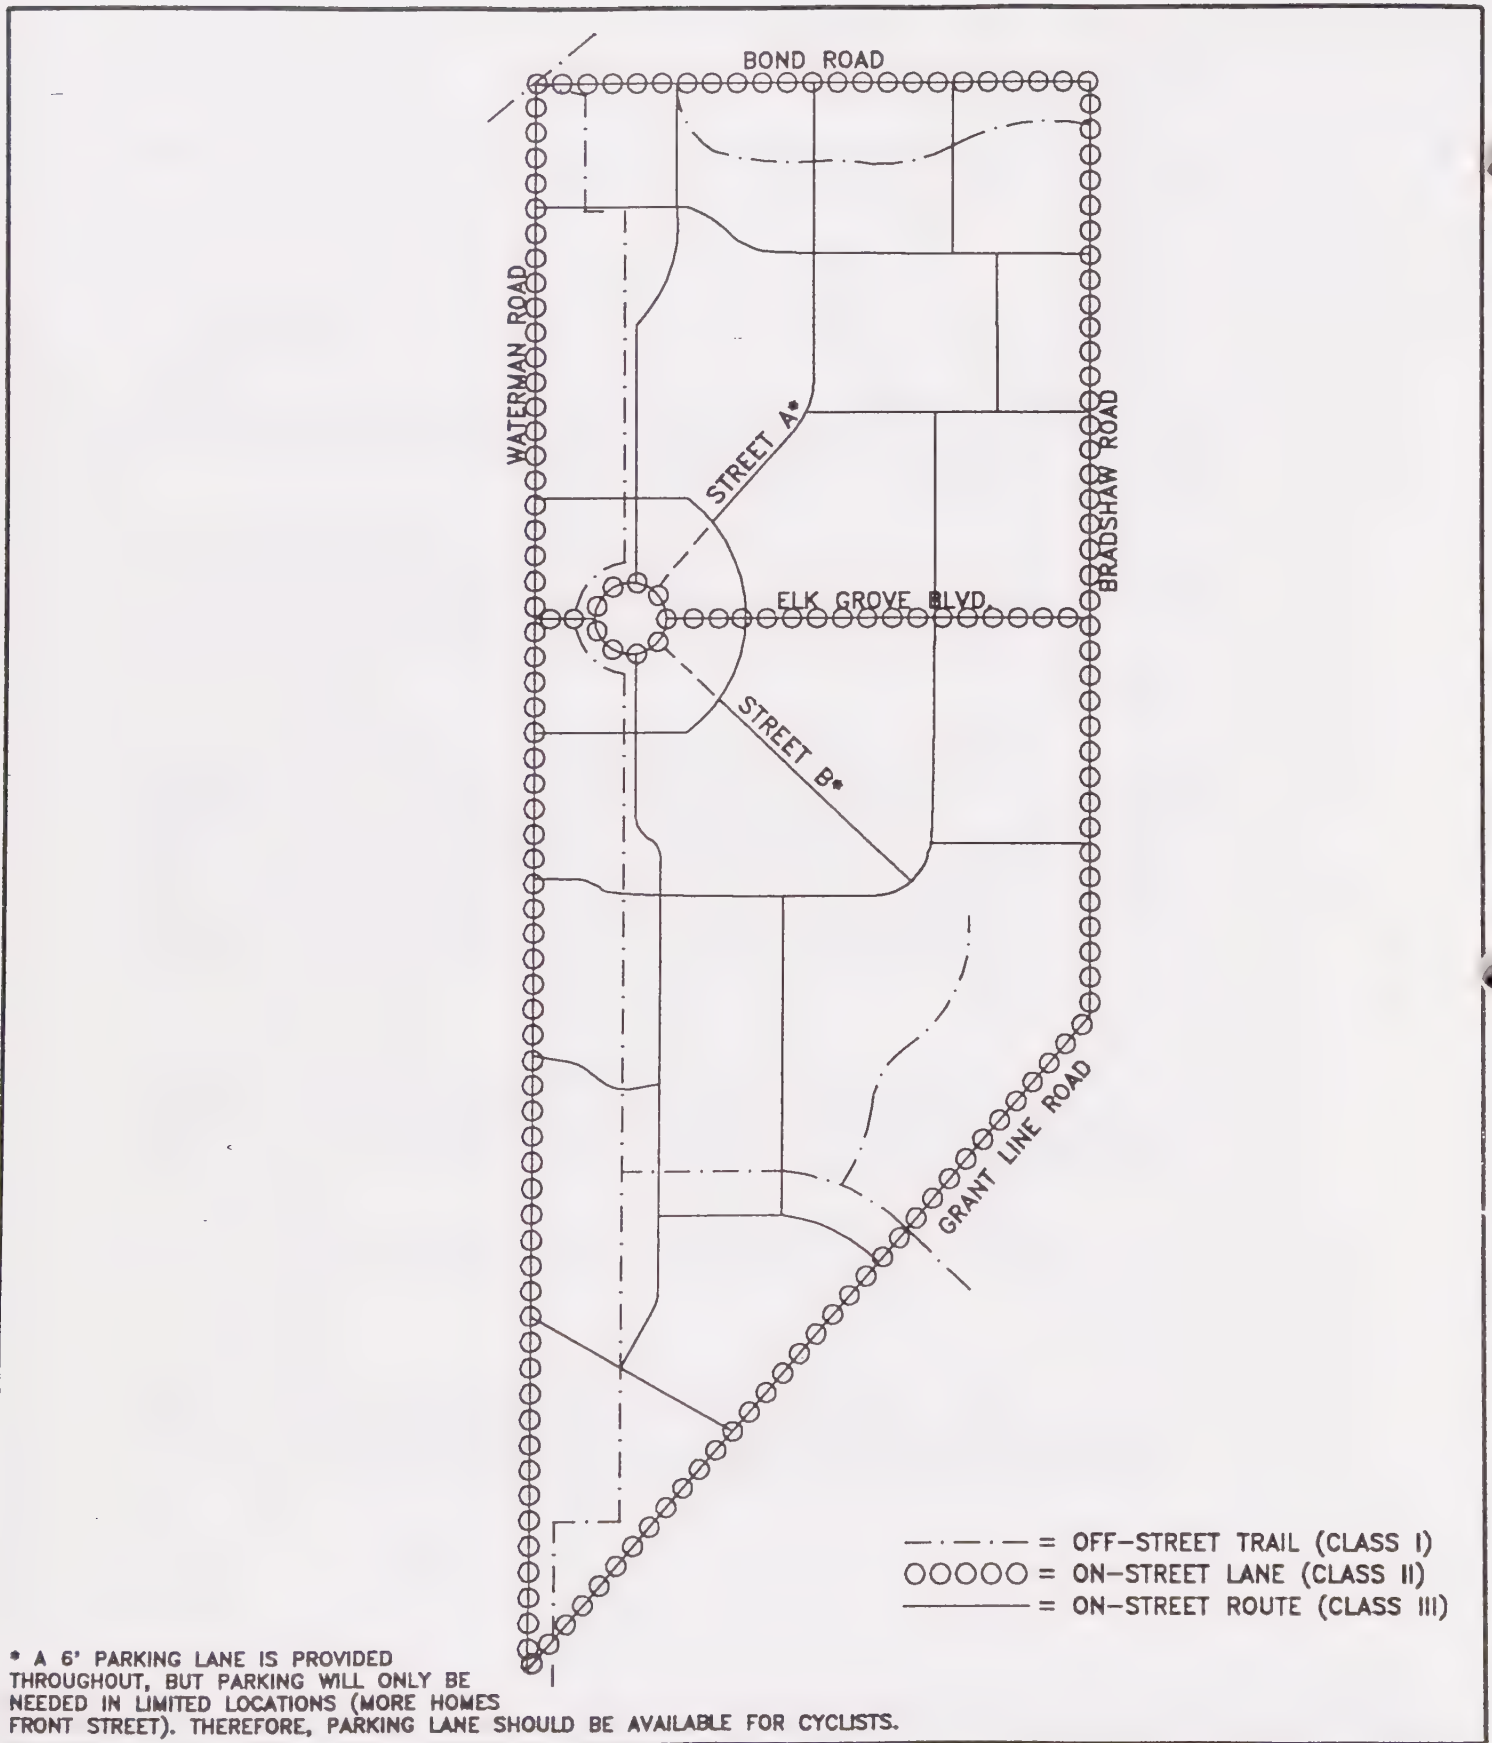 BOND ROAD
WATERMAN ROAD
STREET A*
BRADSHAW ROAD
ELK GROVE BLVD.
STREET B*
GRANT LINE ROAD
= OFF-STREET TRAIL (CLASS I)
= ON-STREET LANE (CLASS II)
= ON-STREET ROUTE (CLASS III)
* A 6' PARKING LANE IS PROVIDED
THROUGHOUT, BUT PARKING WILL ONLY BE
NEEDED IN LIMITED LOCATIONS (MORE HOMES
FRONT STREET). THEREFORE, PARKING LANE SHOULD BE AVAILABLE FOR CYCLISTS.